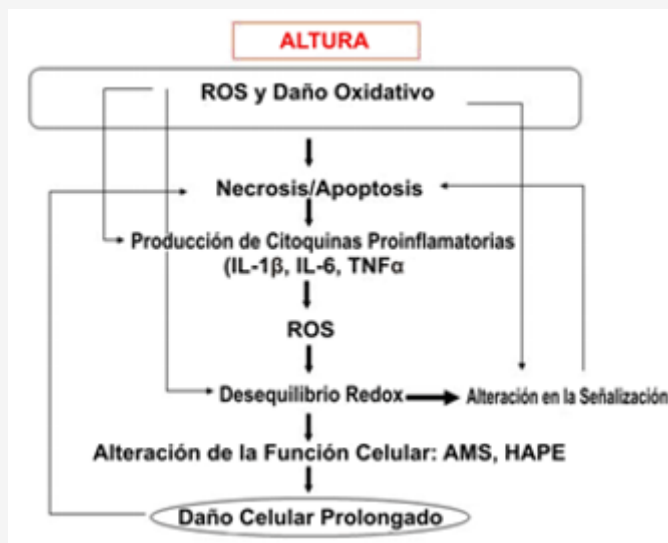 ALTURA
ROS y Daño Oxidativo
Necrosis/Apoptosis
Producción de Citoquinas Proinflamatorias
(IL-1β, IL-6, TNFα
ROS
Desequilibrio Redox
Alteración en la Señalización
Alteración de la Función Celular: AMS, HAPE
Daño Celular Prolongado